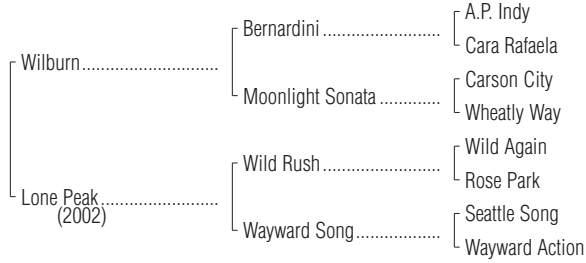 A.P. Indy
Bernardini
Cara Rafaela
Wilburn
Carson City
Moonlight Sonata
Wheatly Way
Wild Again
Wild Rush
Rose Park
Lone Peak
(2002)
Seattle Song
Wayward Song
Wayward Action